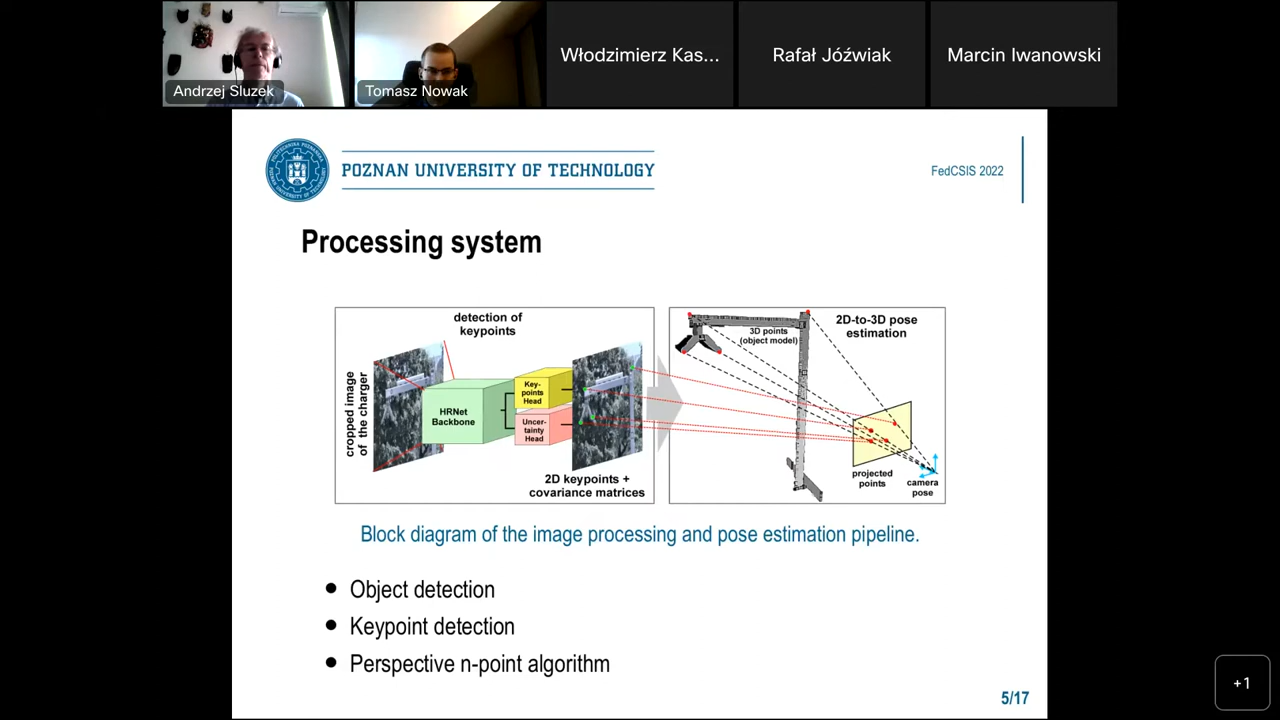 Andrzej Sluzek
Tomasz Nowak
Włodzimierz Kas...
Rafał Jóźwiak
Marcin Iwanowski
POZNAN UNIVERSITY OF TECHNOLOGY
FedCSIS 2022
Processing system
detection of
keypoints
cropped image
of the charger
HRNet
Backbone
Key-
points
Head
Uncer-
tainty
Head
2D keypoints +
covariance matrices
3D points
(object model)
2D-to-3D pose
estimation
projected
points
camera
pose
Block diagram of the image processing and pose estimation pipeline.
● Object detection
● Keypoint detection
● Perspective n-point algorithm
5/17
+1